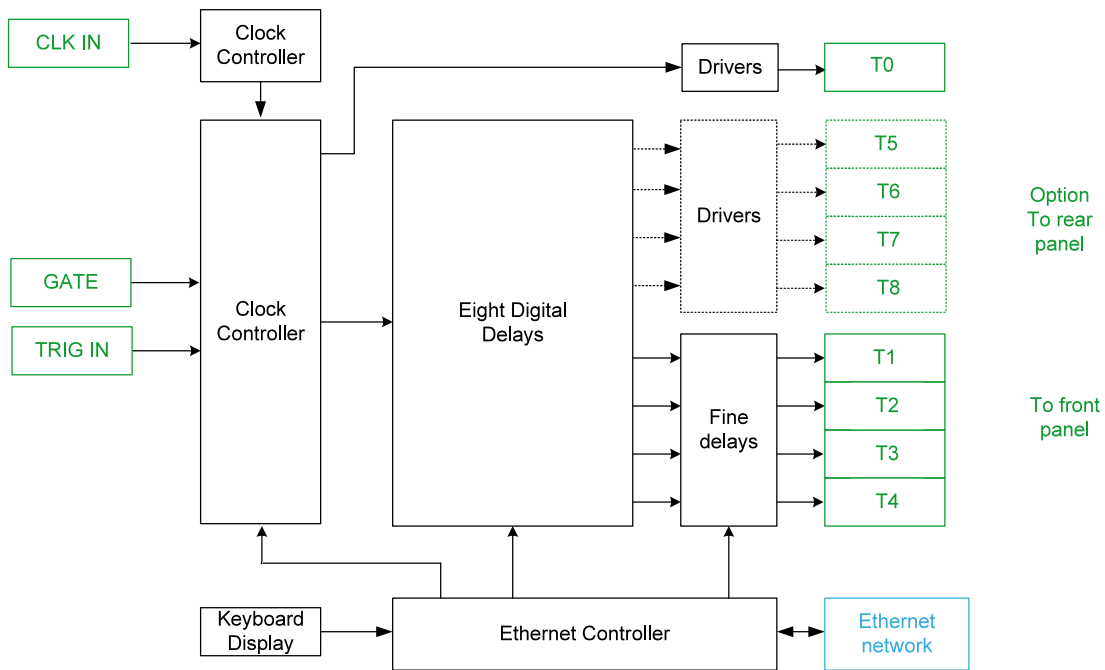 CLK IN
Clock
Controller
Drivers
T0
GATE
TRIG IN
Clock
Controller
Eight Digital
Delays
Drivers
T5
T6
T7
T8
Option
To rear
panel
Fine
delays
T1
T2
T3
T4
To front
panel
Keyboard
Display
Ethernet Controller
Ethernet
network